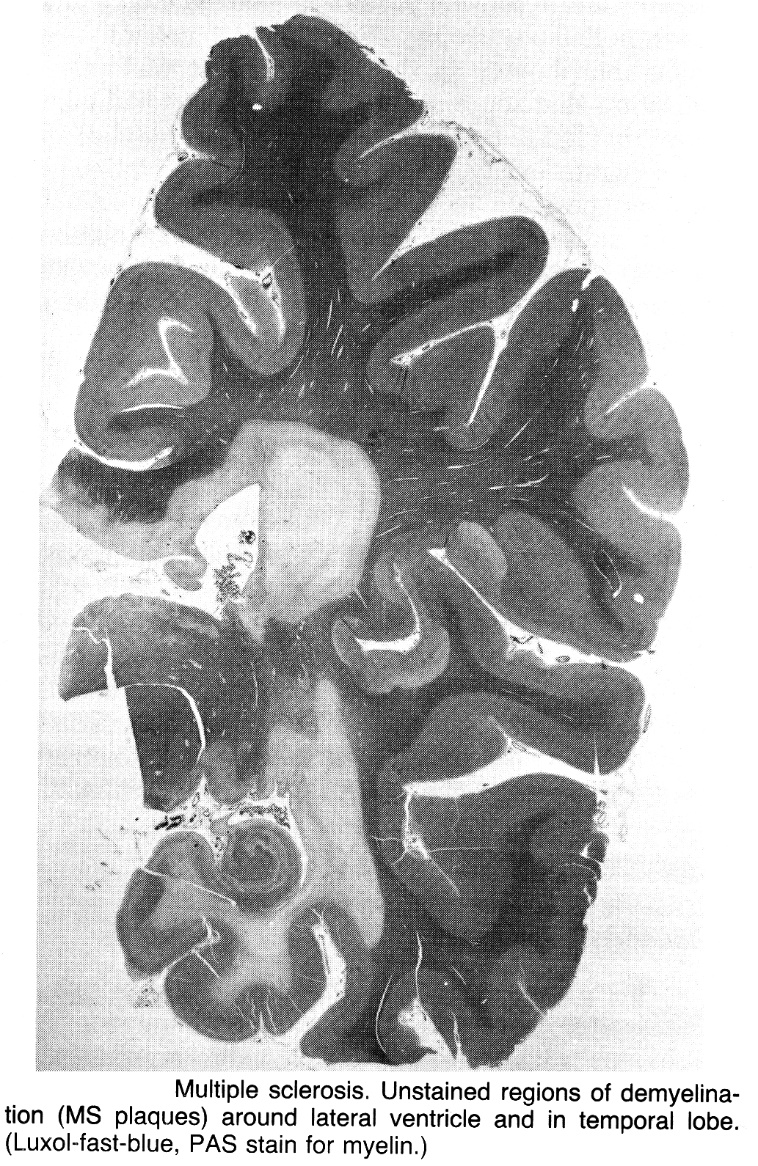 Multiple sclerosis. Unstained regions of demyelina-
tion (MS plaques) around lateral ventricle and in temporal lobe.
(Luxol-fast-blue, PAS stain for myelin.)